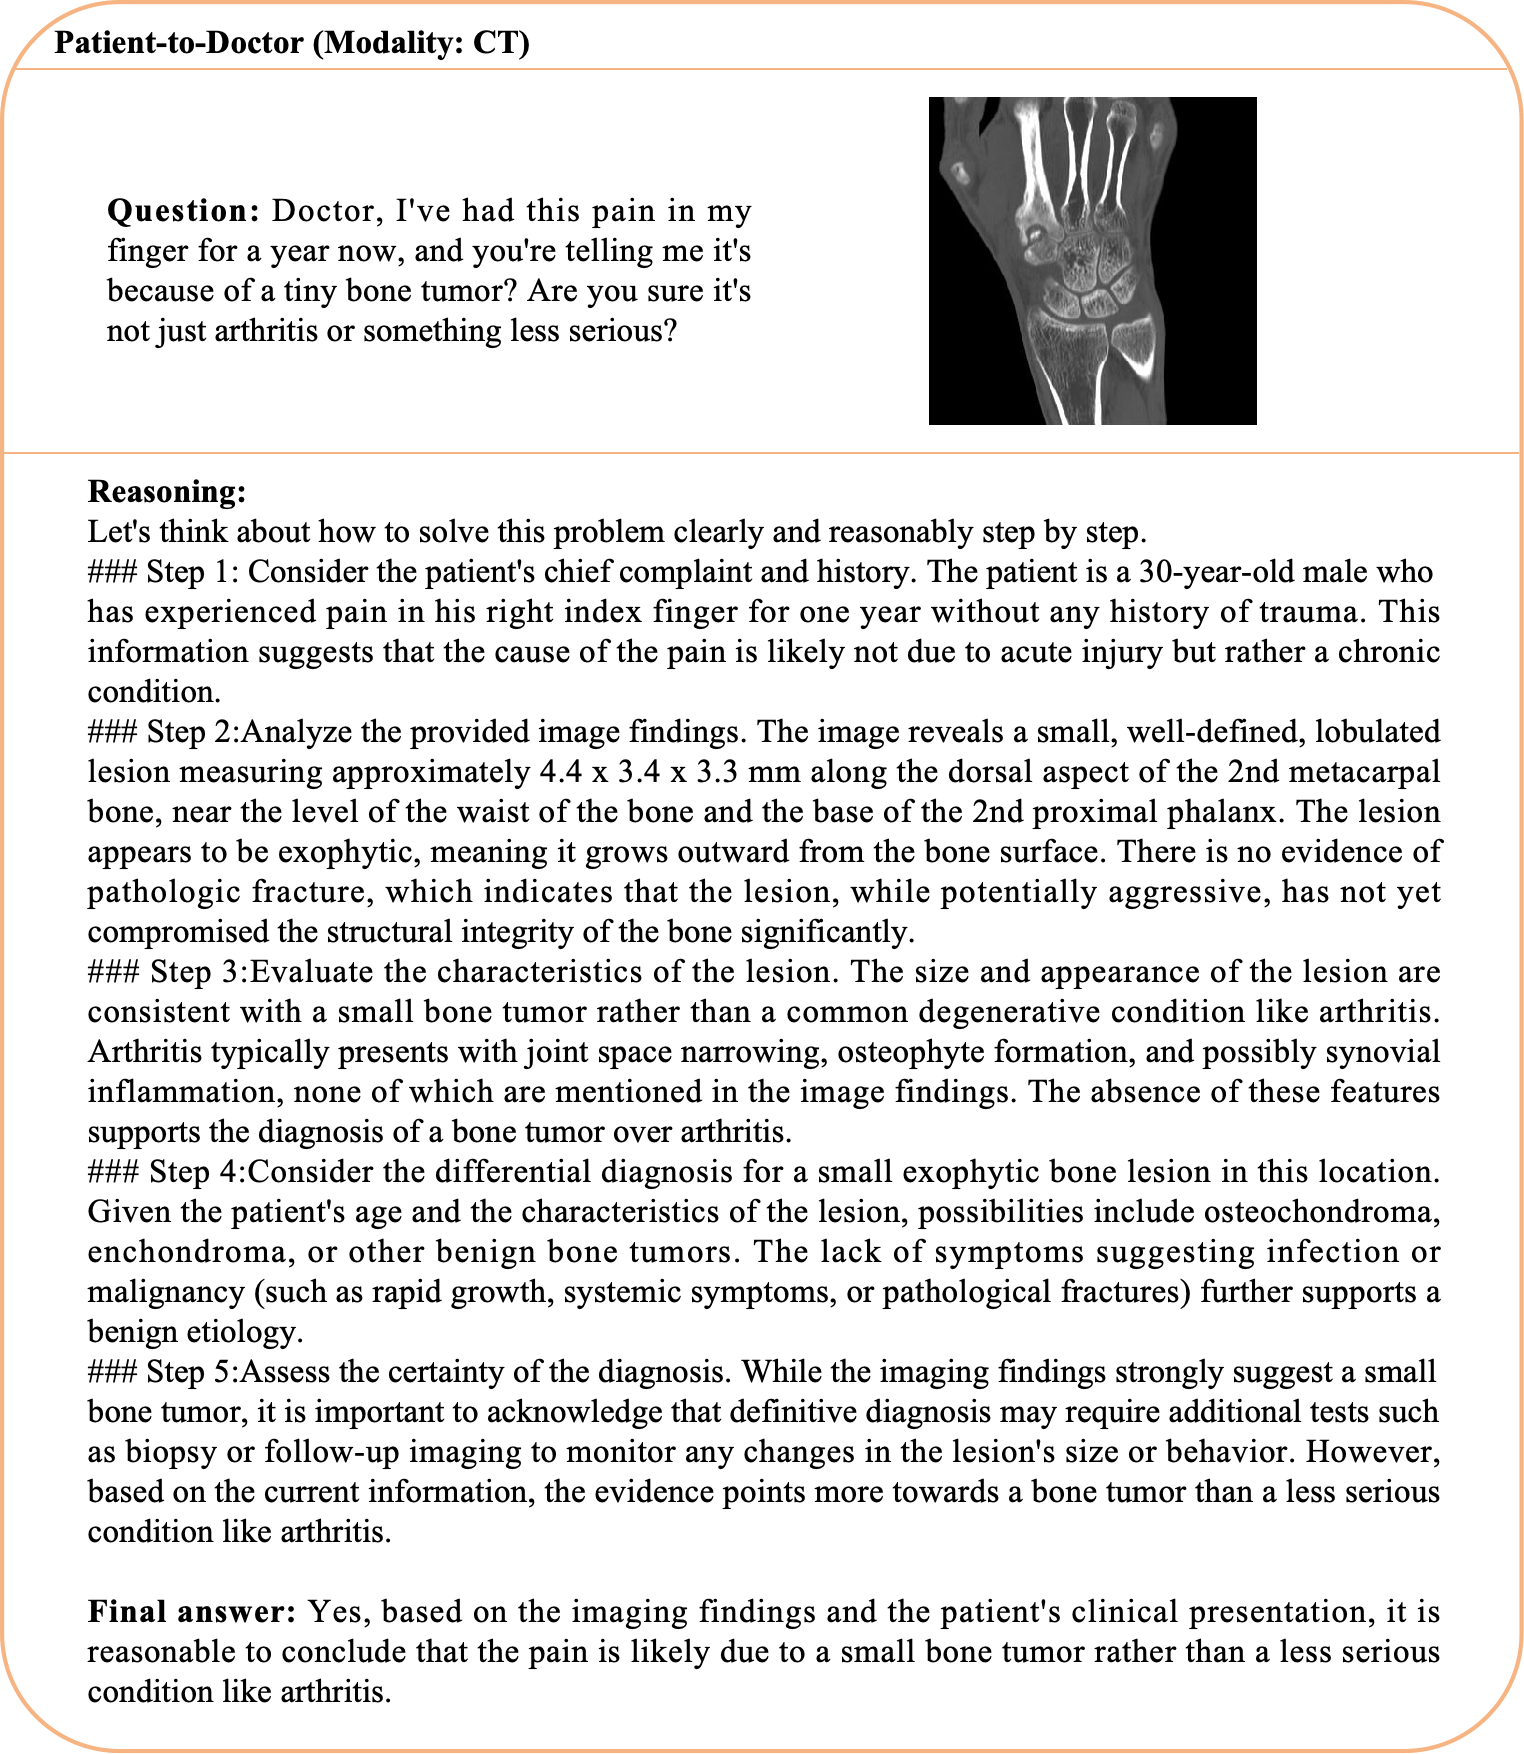 Patient-to-Doctor (Modality: CT)
Question: Doctor, I've had this pain in my
finger for a year now, and you're telling me it's
because of a tiny bone tumor? Are you sure it's
not just arthritis or something less serious?
Reasoning:
Let's think about how to solve this problem clearly and reasonably step by step.
### Step 1: Consider the patient's chief complaint and history. The patient is a 30-year-old male who
has experienced pain in his right index finger for one year without any history of trauma. This
information suggests that the cause of the pain is likely not due to acute injury but rather a chronic
condition.
### Step 2:Analyze the provided image findings. The image reveals a small, well-defined, lobulated
lesion measuring approximately 4.4 x 3.4 x 3.3 mm along the dorsal aspect of the 2nd metacarpal
bone, near the level of the waist of the bone and the base of the 2nd proximal phalanx. The lesion
appears to be exophytic, meaning it grows outward from the bone surface. There is no evidence of
pathologic fracture, which indicates that the lesion, while potentially aggressive, has not yet
compromised the structural integrity of the bone significantly.
### Step 3:Evaluate the characteristics of the lesion. The size and appearance of the lesion are
consistent with a small bone tumor rather than a common degenerative condition like arthritis.
Arthritis typically presents with joint space narrowing, osteophyte formation, and possibly synovial
inflammation, none of which are mentioned in the image findings. The absence of these features
supports the diagnosis of a bone tumor over arthritis.
### Step 4:Consider the differential diagnosis for a small exophytic bone lesion in this location.
Given the patient's age and the characteristics of the lesion, possibilities include osteochondroma,
enchondroma, or other benign bone tumors. The lack of symptoms suggesting infection or
malignancy (such as rapid growth, systemic symptoms, or pathological fractures) further supports a
benign etiology.
### Step 5:Assess the certainty of the diagnosis. While the imaging findings strongly suggest a small
bone tumor, it is important to acknowledge that definitive diagnosis may require additional tests such
as biopsy or follow-up imaging to monitor any changes in the lesion's size or behavior. However,
based on the current information, the evidence points more towards a bone tumor than a less serious
condition like arthritis.
Final answer: Yes, based on the imaging findings and the patient's clinical presentation, it is
reasonable to conclude that the pain is likely due to a small bone tumor rather than a less serious
condition like arthritis.